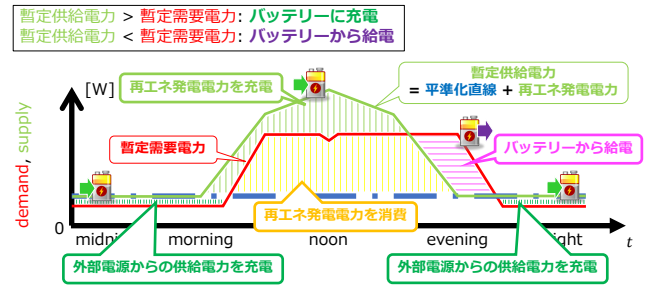 暫定供給電力 > 暫定需要電力: バッテリーに充電
暫定供給電力 < 暫定需要電力: バッテリーから給電
[W]
再エネ発電電力を充電
暫定供給電力
= 平準化直線 + 再エネ発電電力
暫定需要電力
バッテリーから給電
demand, supply
再エネ発電電力を消費
0
morning
noon
evening
t
外部電源からの供給電力を充電
外部電源からの供給電力を充電